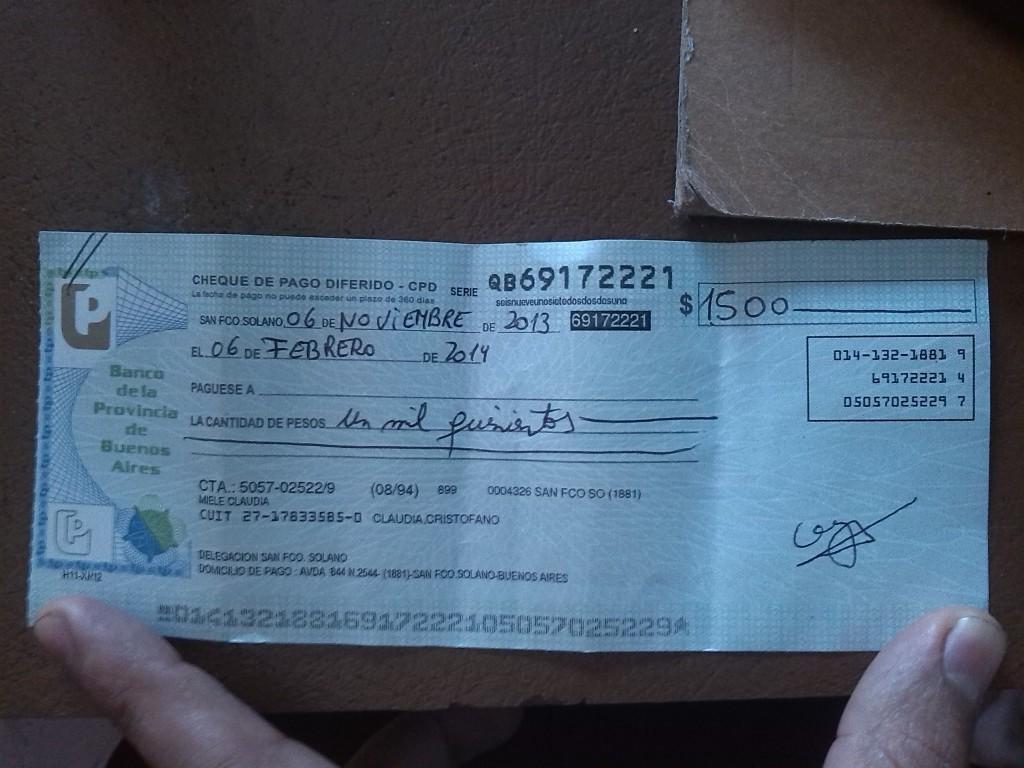 CHEQUE DE PAGO DIFERIDO - CPD
La fecha de pago no puede exceder un plazo de 360 días
SERIE QB69172221
seisnueveunosietedosdosdosuno
$ 1500
SAN FCO.SOLANO, 06 DE NOVIEMBRE DE 2013 69172221
EL 06 DE FEBRERO DE 2014
014-132-1881 9
69172221 4
05057025229 7
PAGUESE A
LA CANTIDAD DE PESOS Un mil quinientos
Banco
de la
Provincia
de
Buenos
Aires
CTA.: 5057-02522/9 (08/94) 899 0004326 SAN FCO SO (1881)
MIELE CLAUDIA
CUIT 27-17833585-0 CLAUDIA,CRISTOFANO
DELEGACION SAN FCO. SOLANO
DOMICILIO DE PAGO : AVDA 844 N.2544- (1881)-SAN FCO.SOLANO-BUENOS AIRES
01413218816917222105057025229